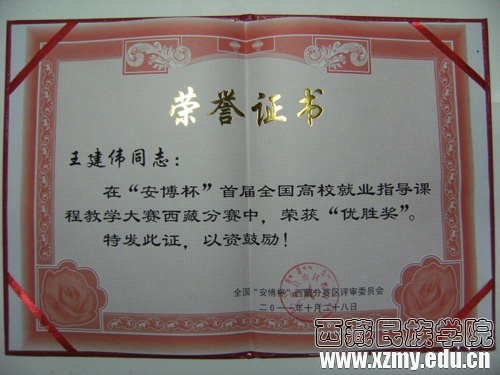 荣誉证书
王建伟同志：
在“安博杯”首届全国高校就业指导课
程教学大赛西藏分赛中，荣获“优胜奖”。
特发此证，以资鼓励！
全国“安博杯”西藏分赛区评审委员会
二〇一一年十月二十八日
西藏民族学院
www.xzmy.edu.cn